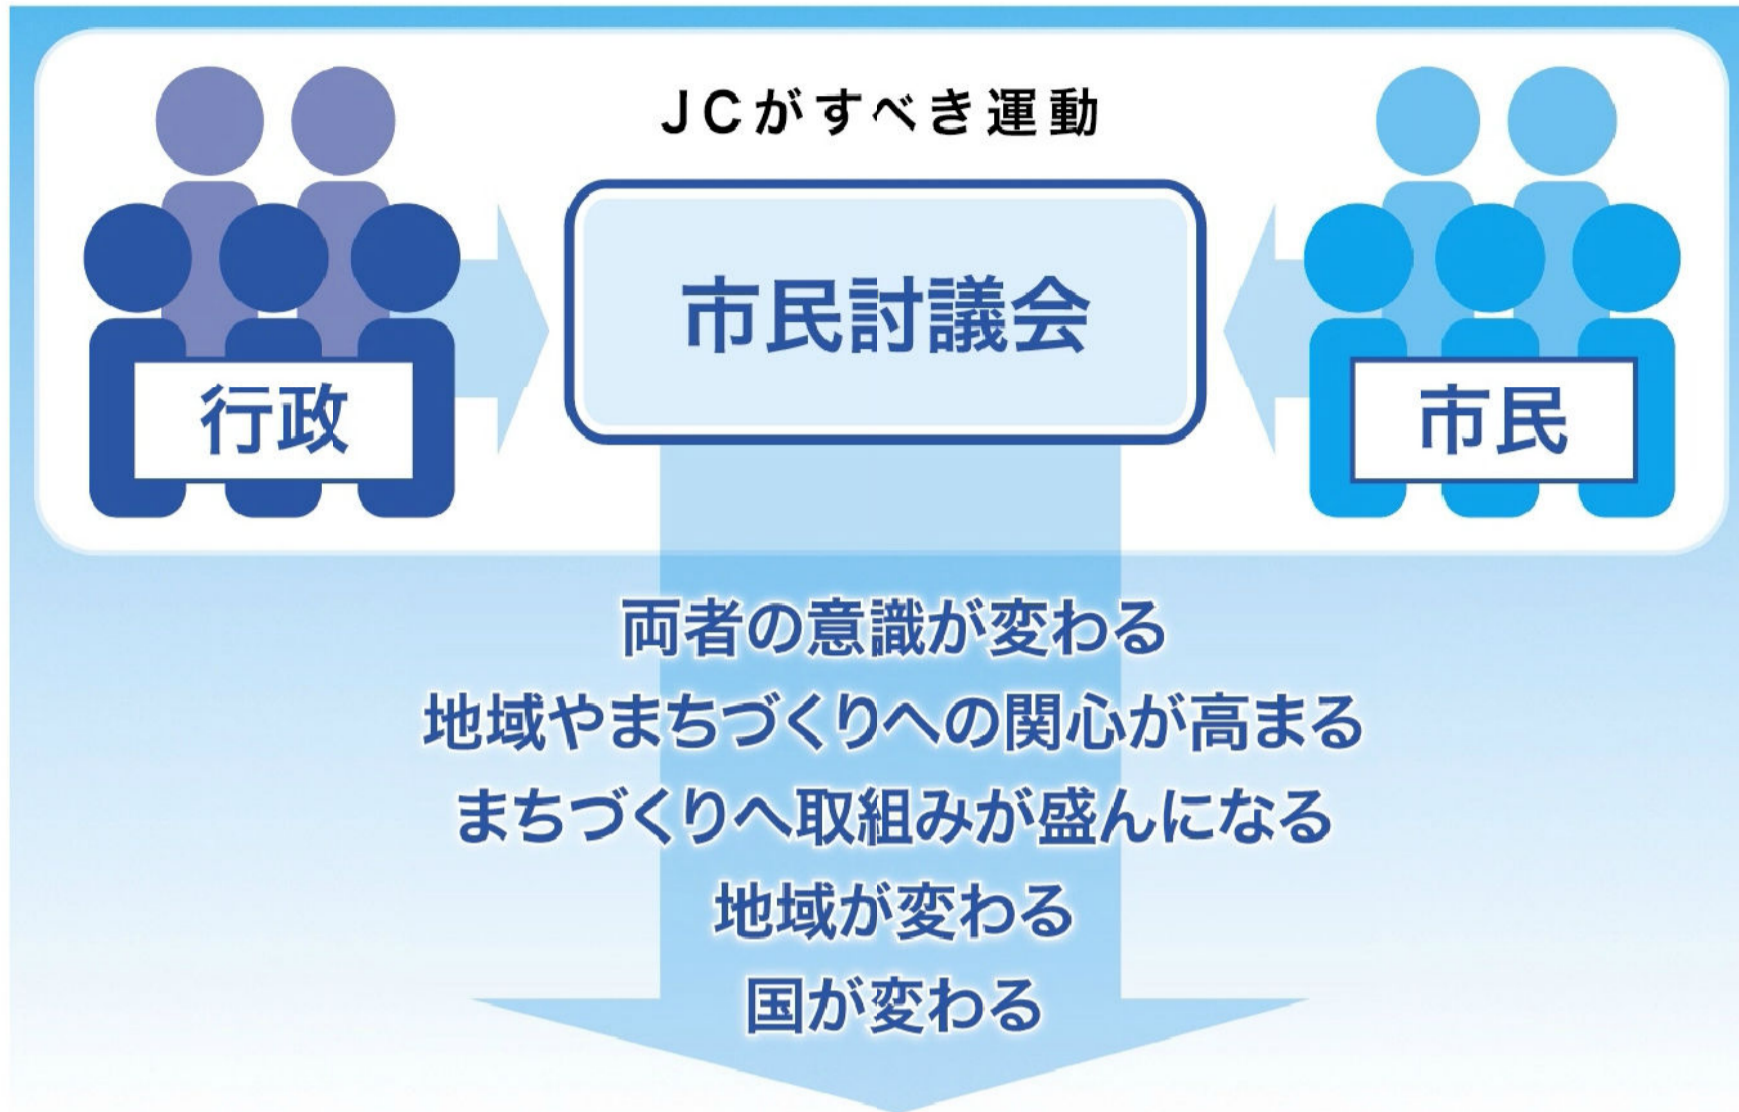 JCがすべき運動
市民討議会
行政
市民
両者の意識が変わる
地域やまちづくりへの関心が高まる
まちづくりへ取組みが盛んになる
地域が変わる
国が変わる